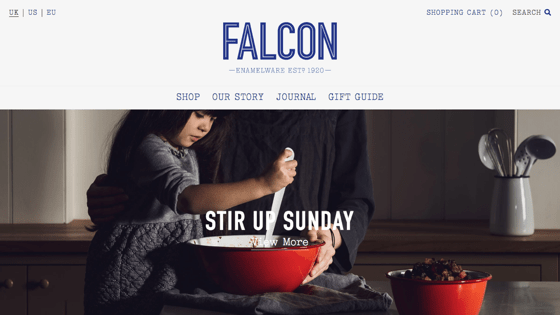 UK | US | EU
SHOPPING CART (0) SEARCH
FALCON
ENAMELWARE ESTD 1920
SHOP OUR STORY JOURNAL GIFT GUIDE
STIR UP SUNDAY
View More